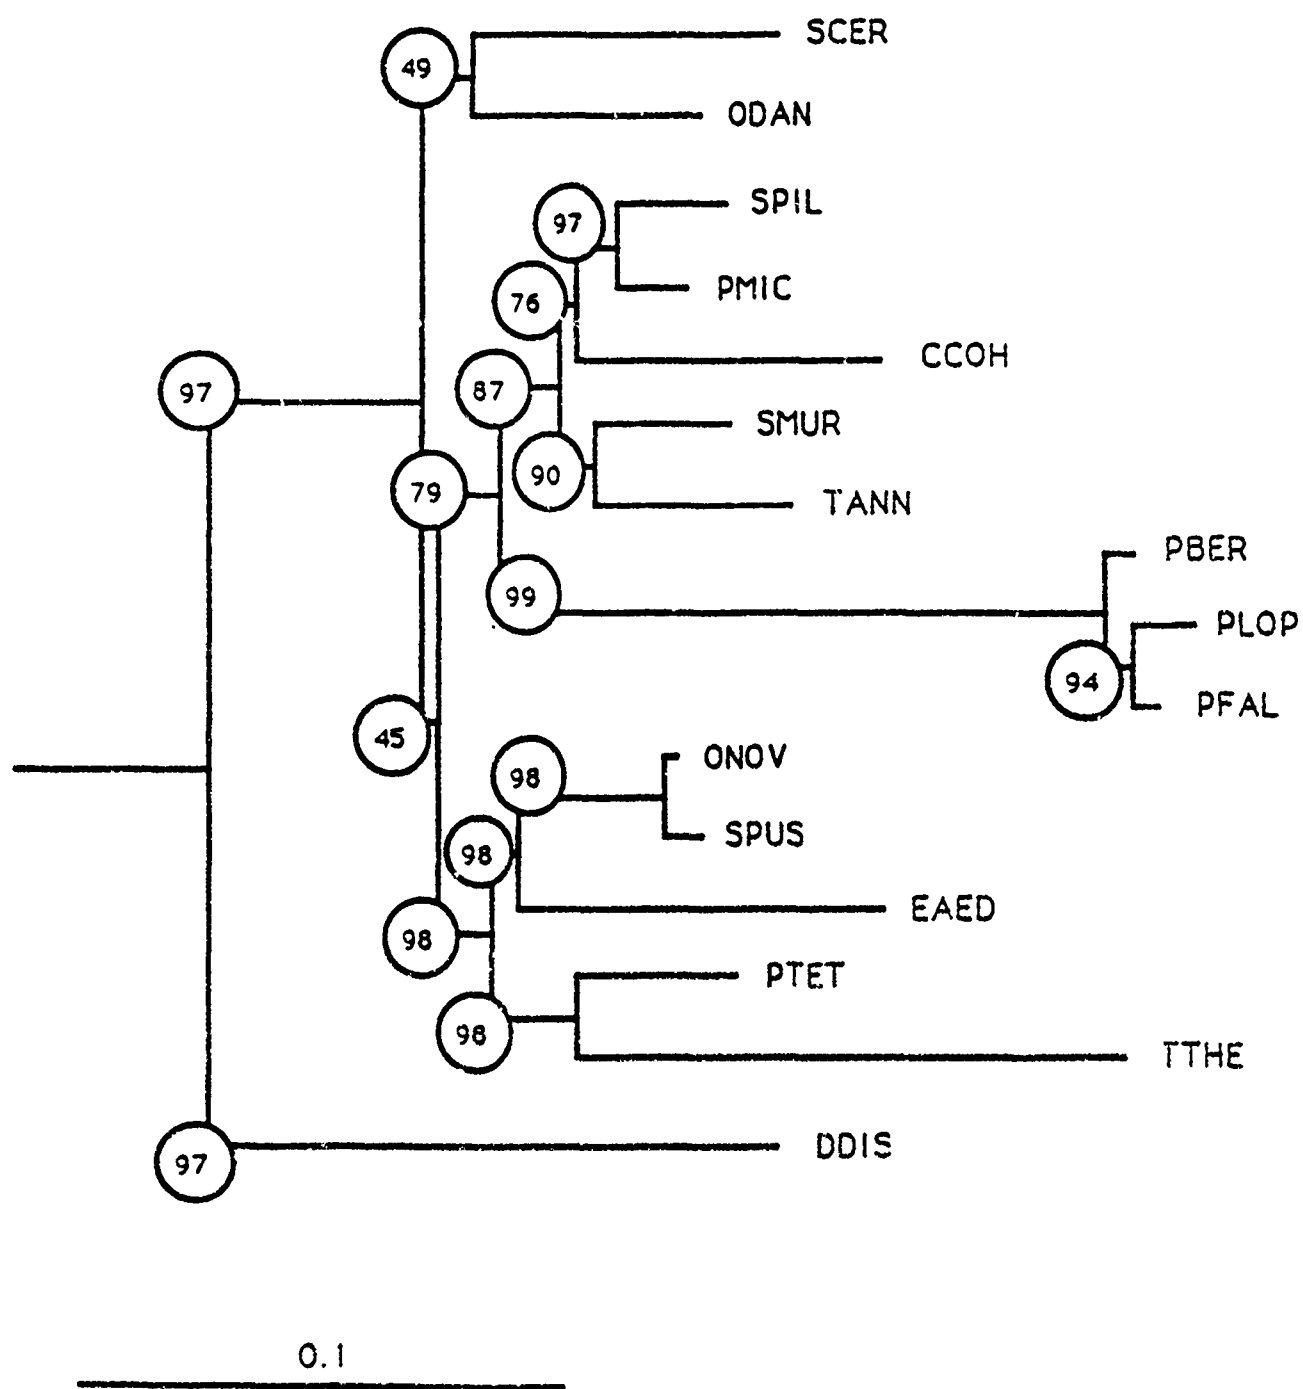 SCER
49
ODAN
SPIL
97
PMIC
76
CCOH
97
87
SMUR
90
79
TANN
PBER
99
PLOP
94
PFAL
45
ONOV
98
SPUS
98
EAED
98
PTET
98
TTHE
DDIS
97
0.1